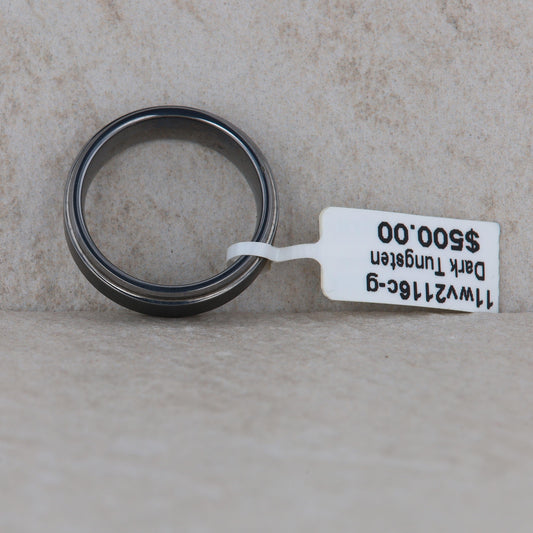 11wv2116c-g
Dark Tungsten
$500.00